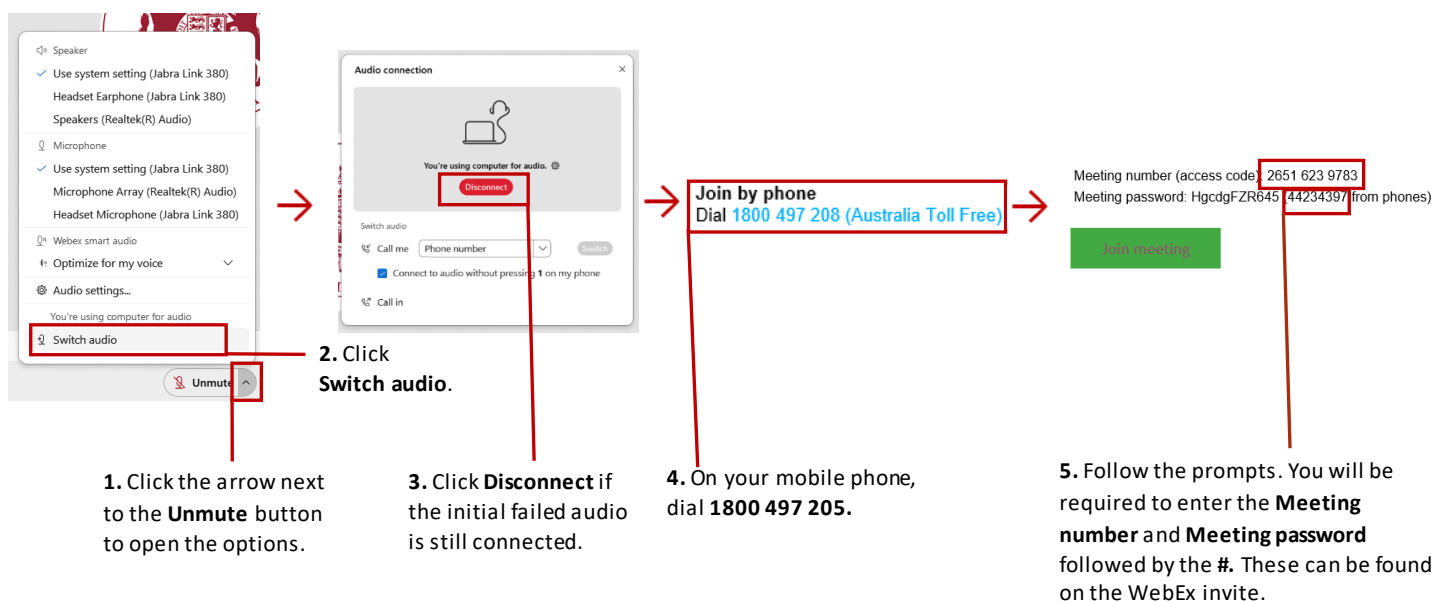 Speaker
Use system setting (Jabra Link 380)
Headset Earphone (Jabra Link 380)
Speakers (Realtek(R) Audio)
Microphone
Use system setting (Jabra Link 380)
Microphone Array (Realtek(R) Audio)
Headset Microphone (Jabra Link 380)
Webex smart audio
Optimize for my voice
Audio settings...
You're using computer for audio
Switch audio
Unmute
Audio connection
You're using computer for audio.
Disconnect
Switch audio
Call me Phone number Switch
Connect to audio without pressing 1 on my phone
Call in
Join by phone
Dial 1800 497 208 (Australia Toll Free)
Meeting number (access code): 2651 623 9783
Meeting password: HgcdgFZR645 (44234397 from phones)
Join meeting
1. Click the arrow next
to the Unmute button
to open the options.
2. Click
Switch audio.
3. Click Disconnect if
the initial failed audio
is still connected.
4. On your mobile phone,
dial 1800 497 205.
5. Follow the prompts. You will be
required to enter the Meeting
number and Meeting password
followed by the #. These can be found
on the WebEx invite.